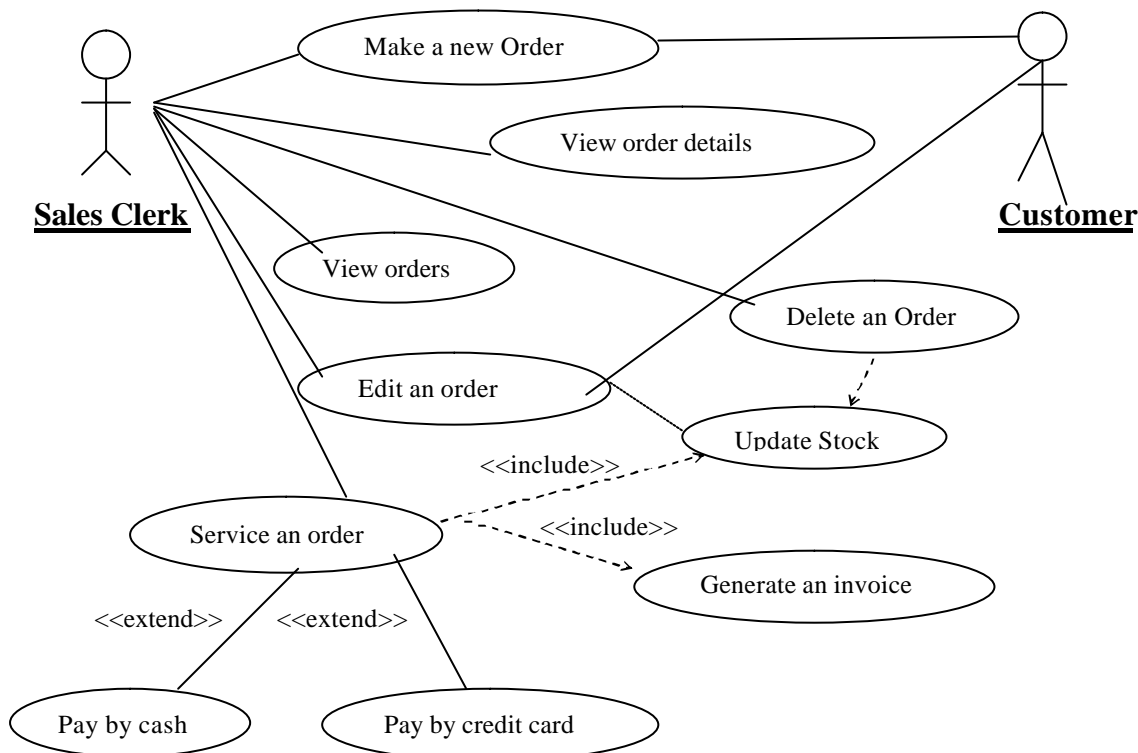 Make a new Order
View order details
Sales Clerk
Customer
View orders
Delete an Order
Edit an order
Update Stock
<<include>>
Service an order
<<include>>
Generate an invoice
<<extend>>
<<extend>>
Pay by cash
Pay by credit card